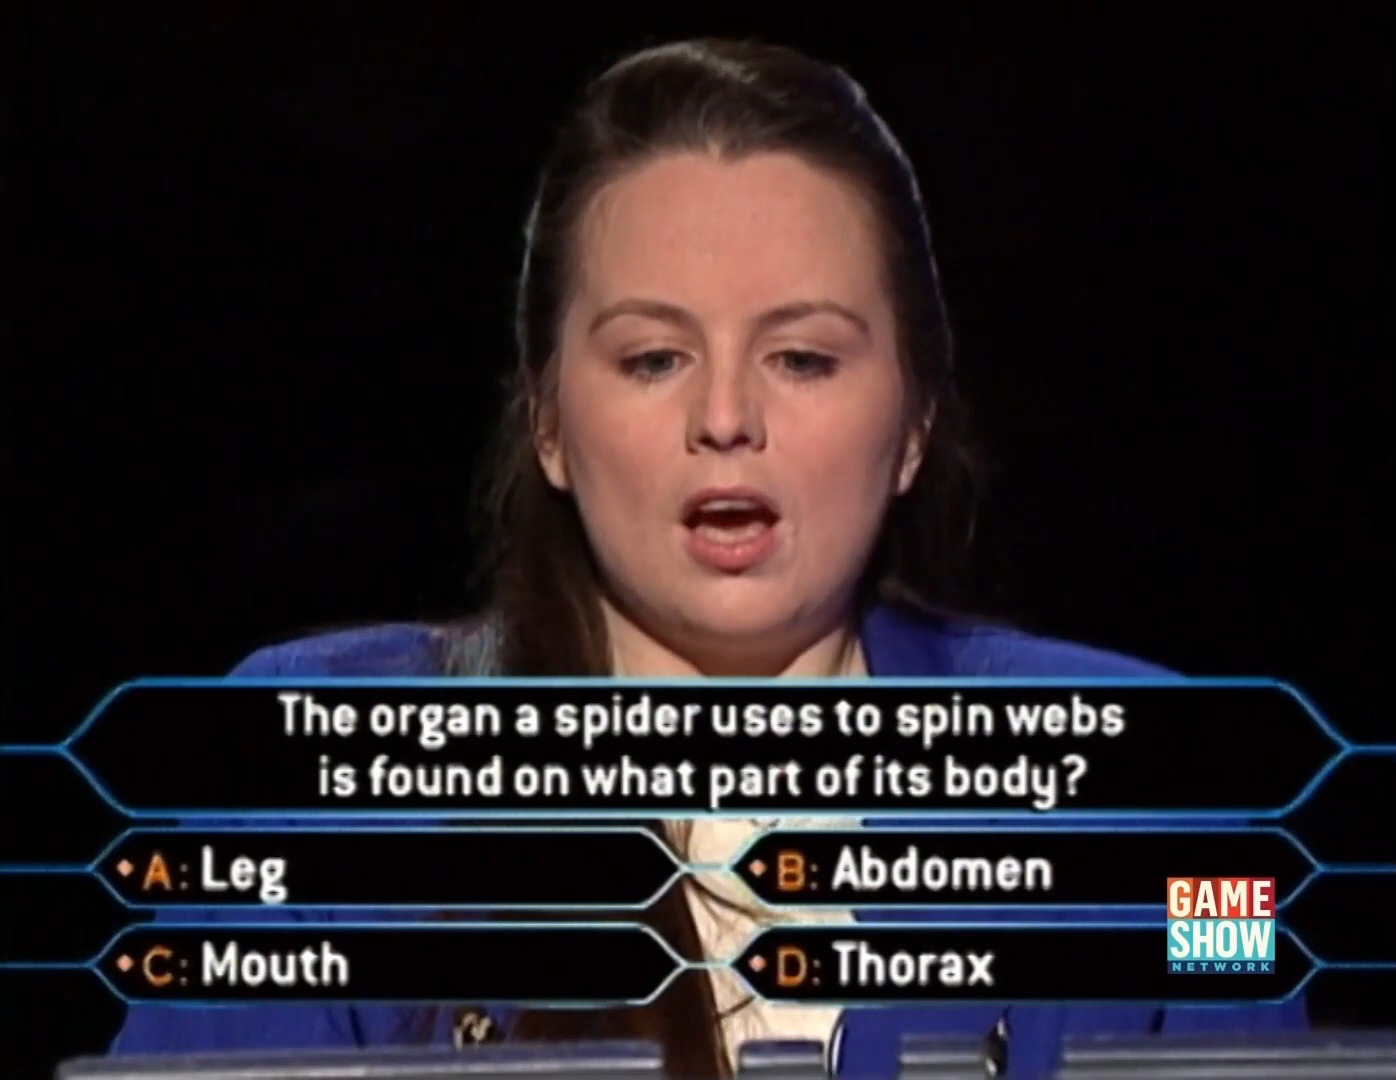 The organ a spider uses to spin webs
is found on what part of its body?
A: Leg
B: Abdomen
C: Mouth
D: Thorax
GAME
SHOW
NETWORK